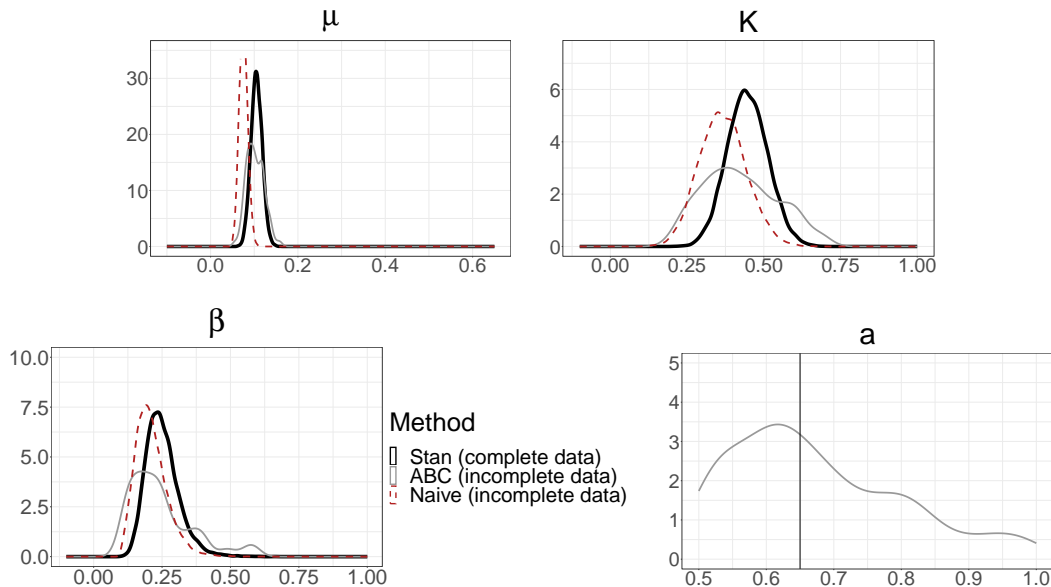 μ
K
30
20
10
0
0.0 0.2 0.4 0.6
6
4
2
0
0.00 0.25 0.50 0.75 1.00
β
a
10.0
7.5
5.0
2.5
0.0
0.00 0.25 0.50 0.75 1.00
Method
Stan (complete data)
ABC (incomplete data)
Naive (incomplete data)
5
4
3
2
1
0
0.5 0.6 0.7 0.8 0.9 1.0